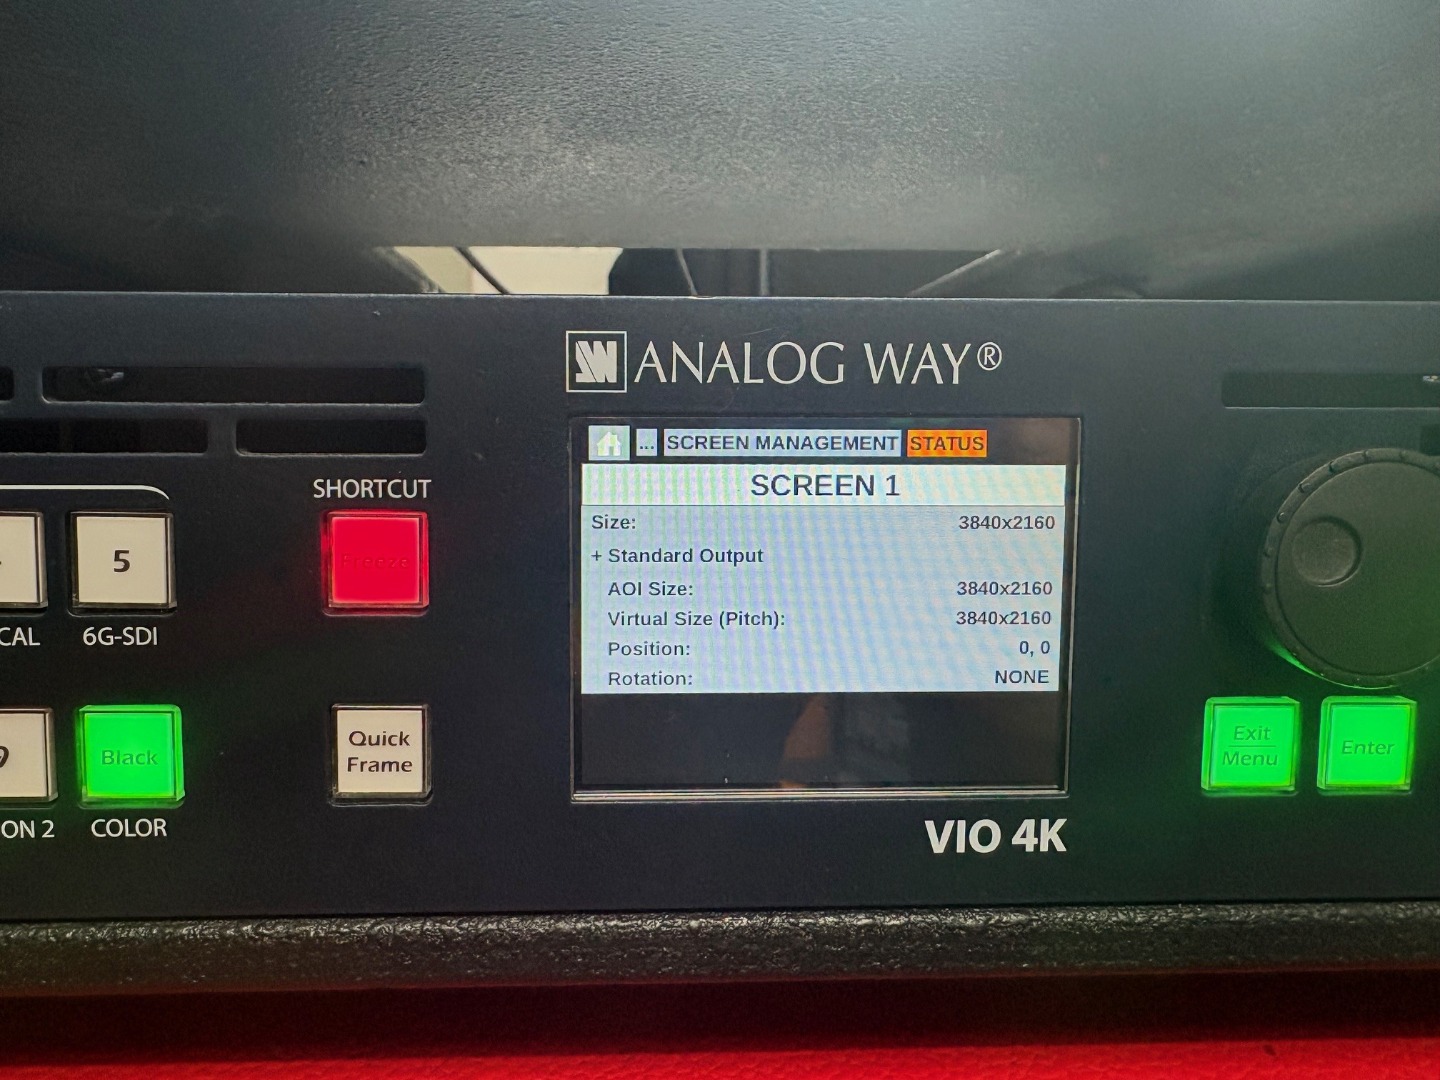 ANALOG WAY®
... SCREEN MANAGEMENT STATUS
SCREEN 1
Size: 3840x2160
+ Standard Output
AOI Size: 3840x2160
Virtual Size (Pitch): 3840x2160
Position: 0, 0
Rotation: NONE
VIO 4K
SHORTCUT
Freeze
5
CAL
6G-SDI
Black
Quick
Frame
ON 2
COLOR
Exit
Menu
Enter